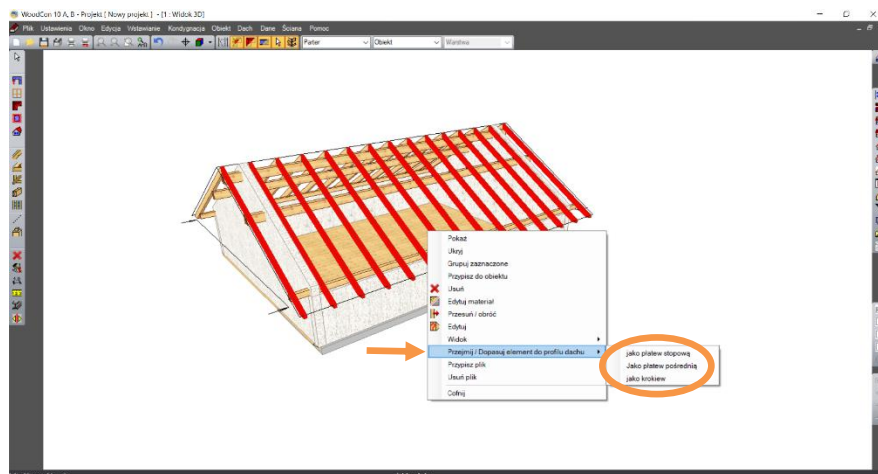 WoodCon 10 A, B - Projekt [ Nowy projekt ] - [1 : Widok 3D]
Plik Ustawienia Okno Edycja Wstawianie Kondygnacja Obiekt Dach Dane Ściana Pomoc
Parter Obiekt Warstwa
Pokaż
Ukryj
Grupuj zaznaczone
Przypisz do obiektu
Usuń
Edytuj materiał
Przesuń / obróć
Edytuj
Widok
Przejmij / Dopasuj element do profilu dachu
jako płatew stopową
Przypisz plik
Jako płatew pośrednią
Usuń plik
jako krokiew
Cofnij